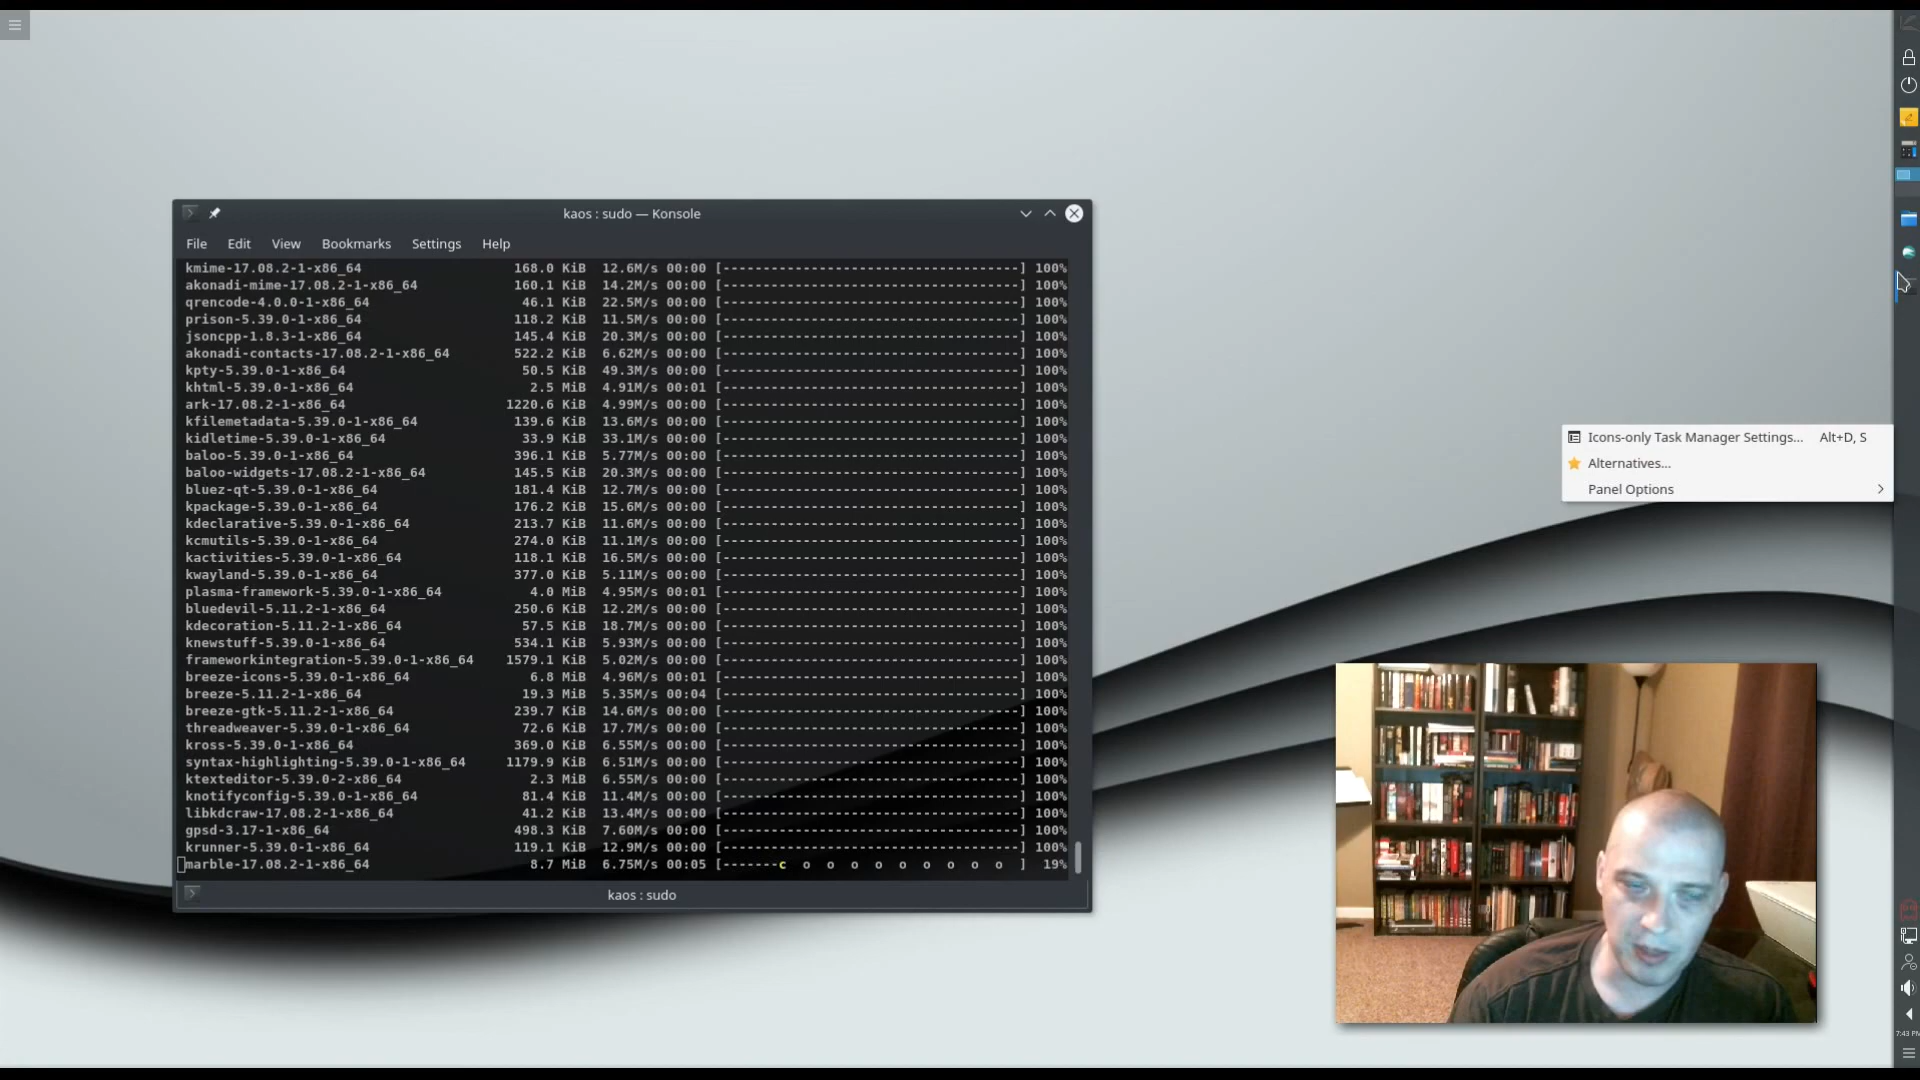 kaos : sudo — Konsole
File Edit View Bookmarks Settings Help
kmime-17.08.2-1-x86_64 168.0 KiB 12.6M/s 00:00 [-------------------------------------] 100%
akonadi-mime-17.08.2-1-x86_64 160.1 KiB 14.2M/s 00:00 [-------------------------------------] 100%
qrencode-4.0.0-1-x86_64 46.1 KiB 22.5M/s 00:00 [-------------------------------------] 100%
prison-5.39.0-1-x86_64 118.2 KiB 11.5M/s 00:00 [-------------------------------------] 100%
jsoncpp-1.8.3-1-x86_64 145.4 KiB 20.3M/s 00:00 [-------------------------------------] 100%
akonadi-contacts-17.08.2-1-x86_64 522.2 KiB 6.62M/s 00:00 [-------------------------------------] 100%
kpty-5.39.0-1-x86_64 50.5 KiB 49.3M/s 00:00 [-------------------------------------] 100%
khtml-5.39.0-1-x86_64 2.5 MiB 4.91M/s 00:01 [-------------------------------------] 100%
ark-17.08.2-1-x86_64 1220.6 KiB 4.99M/s 00:00 [-------------------------------------] 100%
kfilemetadata-5.39.0-1-x86_64 139.6 KiB 13.6M/s 00:00 [-------------------------------------] 100%
kidletime-5.39.0-1-x86_64 33.9 KiB 33.1M/s 00:00 [-------------------------------------] 100%
baloo-5.39.0-1-x86_64 396.1 KiB 5.77M/s 00:00 [-------------------------------------] 100%
baloo-widgets-17.08.2-1-x86_64 145.5 KiB 20.3M/s 00:00 [-------------------------------------] 100%
bluez-qt-5.39.0-1-x86_64 181.4 KiB 12.7M/s 00:00 [-------------------------------------] 100%
kpackage-5.39.0-1-x86_64 176.2 KiB 15.6M/s 00:00 [-------------------------------------] 100%
kdeclarative-5.39.0-1-x86_64 213.7 KiB 11.6M/s 00:00 [-------------------------------------] 100%
kcmutils-5.39.0-1-x86_64 274.0 KiB 11.1M/s 00:00 [-------------------------------------] 100%
kactivities-5.39.0-1-x86_64 118.1 KiB 16.5M/s 00:00 [-------------------------------------] 100%
kwayland-5.39.0-1-x86_64 377.0 KiB 5.11M/s 00:00 [-------------------------------------] 100%
plasma-framework-5.39.0-1-x86_64 4.0 MiB 4.95M/s 00:01 [-------------------------------------] 100%
bluedevil-5.11.2-1-x86_64 250.6 KiB 12.2M/s 00:00 [-------------------------------------] 100%
kdecoration-5.11.2-1-x86_64 57.5 KiB 18.7M/s 00:00 [-------------------------------------] 100%
knewstuff-5.39.0-1-x86_64 534.1 KiB 5.93M/s 00:00 [-------------------------------------] 100%
frameworkintegration-5.39.0-1-x86_64 1579.1 KiB 5.02M/s 00:00 [-------------------------------------] 100%
breeze-icons-5.39.0-1-x86_64 6.8 MiB 4.96M/s 00:01 [-------------------------------------] 100%
breeze-5.11.2-1-x86_64 19.3 MiB 5.35M/s 00:04 [-------------------------------------] 100%
breeze-gtk-5.11.2-1-x86_64 239.7 KiB 14.6M/s 00:00 [-------------------------------------] 100%
threadweaver-5.39.0-1-x86_64 72.6 KiB 17.7M/s 00:00 [-------------------------------------] 100%
kross-5.39.0-1-x86_64 369.0 KiB 6.55M/s 00:00 [-------------------------------------] 100%
syntax-highlighting-5.39.0-1-x86_64 1179.9 KiB 6.51M/s 00:00 [-------------------------------------] 100%
ktexteditor-5.39.0-2-x86_64 2.3 MiB 6.55M/s 00:00 [-------------------------------------] 100%
knotifyconfig-5.39.0-1-x86_64 81.4 KiB 11.4M/s 00:00 [-------------------------------------] 100%
libkdcraw-17.08.2-1-x86_64 41.2 KiB 13.4M/s 00:00 [-------------------------------------] 100%
gpsd-3.17-1-x86_64 498.3 KiB 7.60M/s 00:00 [-------------------------------------] 100%
krunner-5.39.0-1-x86_64 119.1 KiB 12.9M/s 00:00 [-------------------------------------] 100%
marble-17.08.2-1-x86_64 8.7 MiB 6.75M/s 00:05 [-------c o o o o o o o o o ] 19%
kaos : sudo
Icons-only Task Manager Settings... Alt+D, S
Alternatives...
Panel Options
7:43 PM